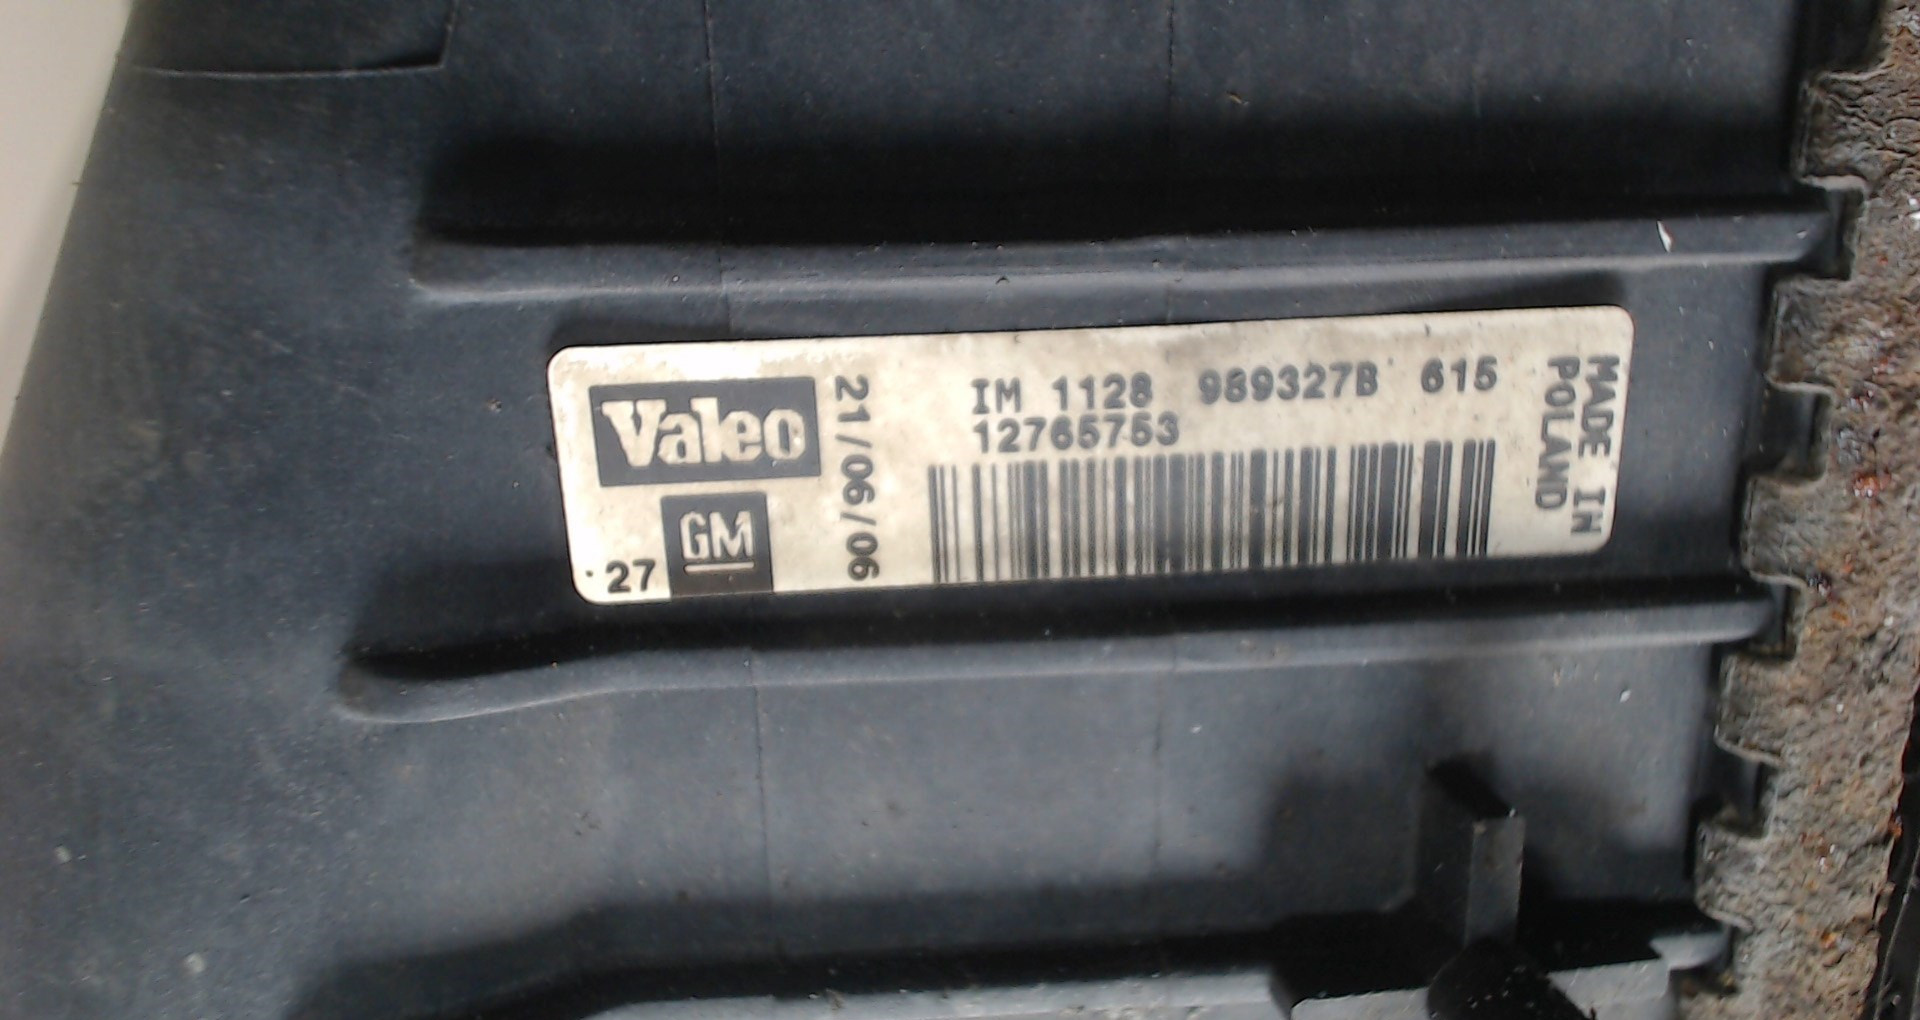 Valeo
GM
27
21/06/06
IM 1128 989327B 615
12765753
MADE IN
POLAND